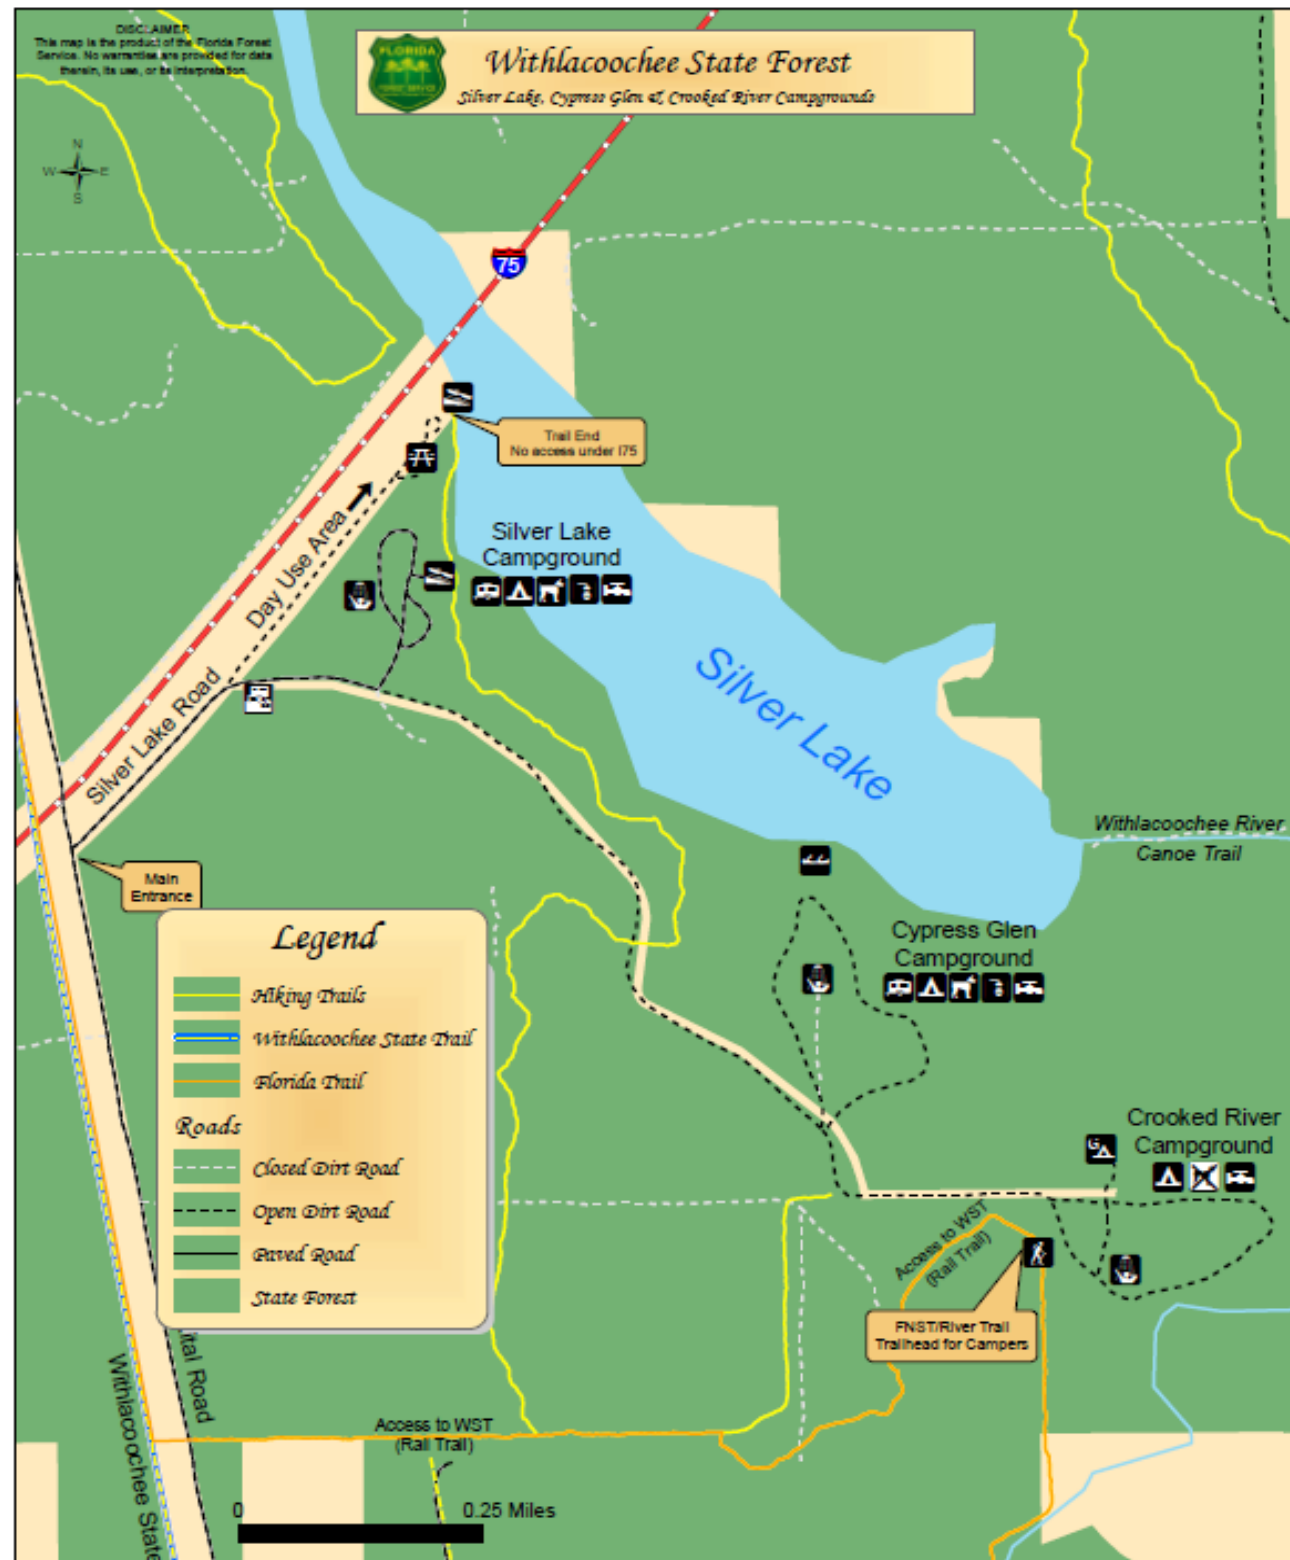 DISCLAIMER
This map is the product of the Florida Forest
Service. No warranties are provided for data
therein, its use, or its interpretation.
FLORIDA
FOREST SERVICE
Withlacoochee State Forest
Silver Lake, Cypress Glen & Crooked River Campgrounds
N
W E
S
75
Trail End
No access under I75
Silver Lake
Campground
Day Use Area
Silver Lake Road
Silver Lake
Main
Entrance
Withlacoochee River
Canoe Trail
Cypress Glen
Campground
Legend
Hiking Trails
Withlacoochee State Trail
Florida Trail
Roads
Closed Dirt Road
Open Dirt Road
Paved Road
State Forest
Crooked River
Campground
G
Access to WST
(Rail Trail)
FNST/River Trail
Trailhead for Campers
ital Road
Withlacoochee State
Access to WST
(Rail Trail)
0 0.25 Miles